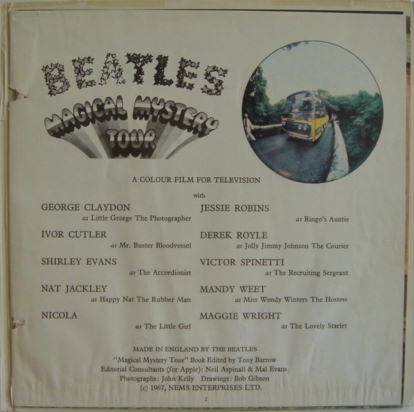 BEATLES
MAGICAL MYSTERY
TOUR
A COLOUR FILM FOR TELEVISION
with
GEORGE CLAYDON
as Little George The Photographer
JESSIE ROBINS
as Ringo's Auntie
IVOR CUTLER
as Mr. Buster Bloodvessel
DEREK ROYLE
as Jolly Jimmy Johnson The Courier
SHIRLEY EVANS
as The Accordionist
VICTOR SPINETTI
as The Recruiting Sergeant
NAT JACKLEY
as Happy Nat The Rubber Man
MANDY WEET
as Miss Wendy Winters The Hostess
NICOLA
as The Little Girl
MAGGIE WRIGHT
as The Lovely Starlet
MADE IN ENGLAND BY THE BEATLES
"Magical Mystery Tour" Book Edited by Tony Barrow
Editorial Consultants (for Apple): Neil Aspinall & Mal Evans
Photographs: John Kelly Drawings: Bob Gibson
(c) 1967, NEMS ENTERPRISES LTD.
1